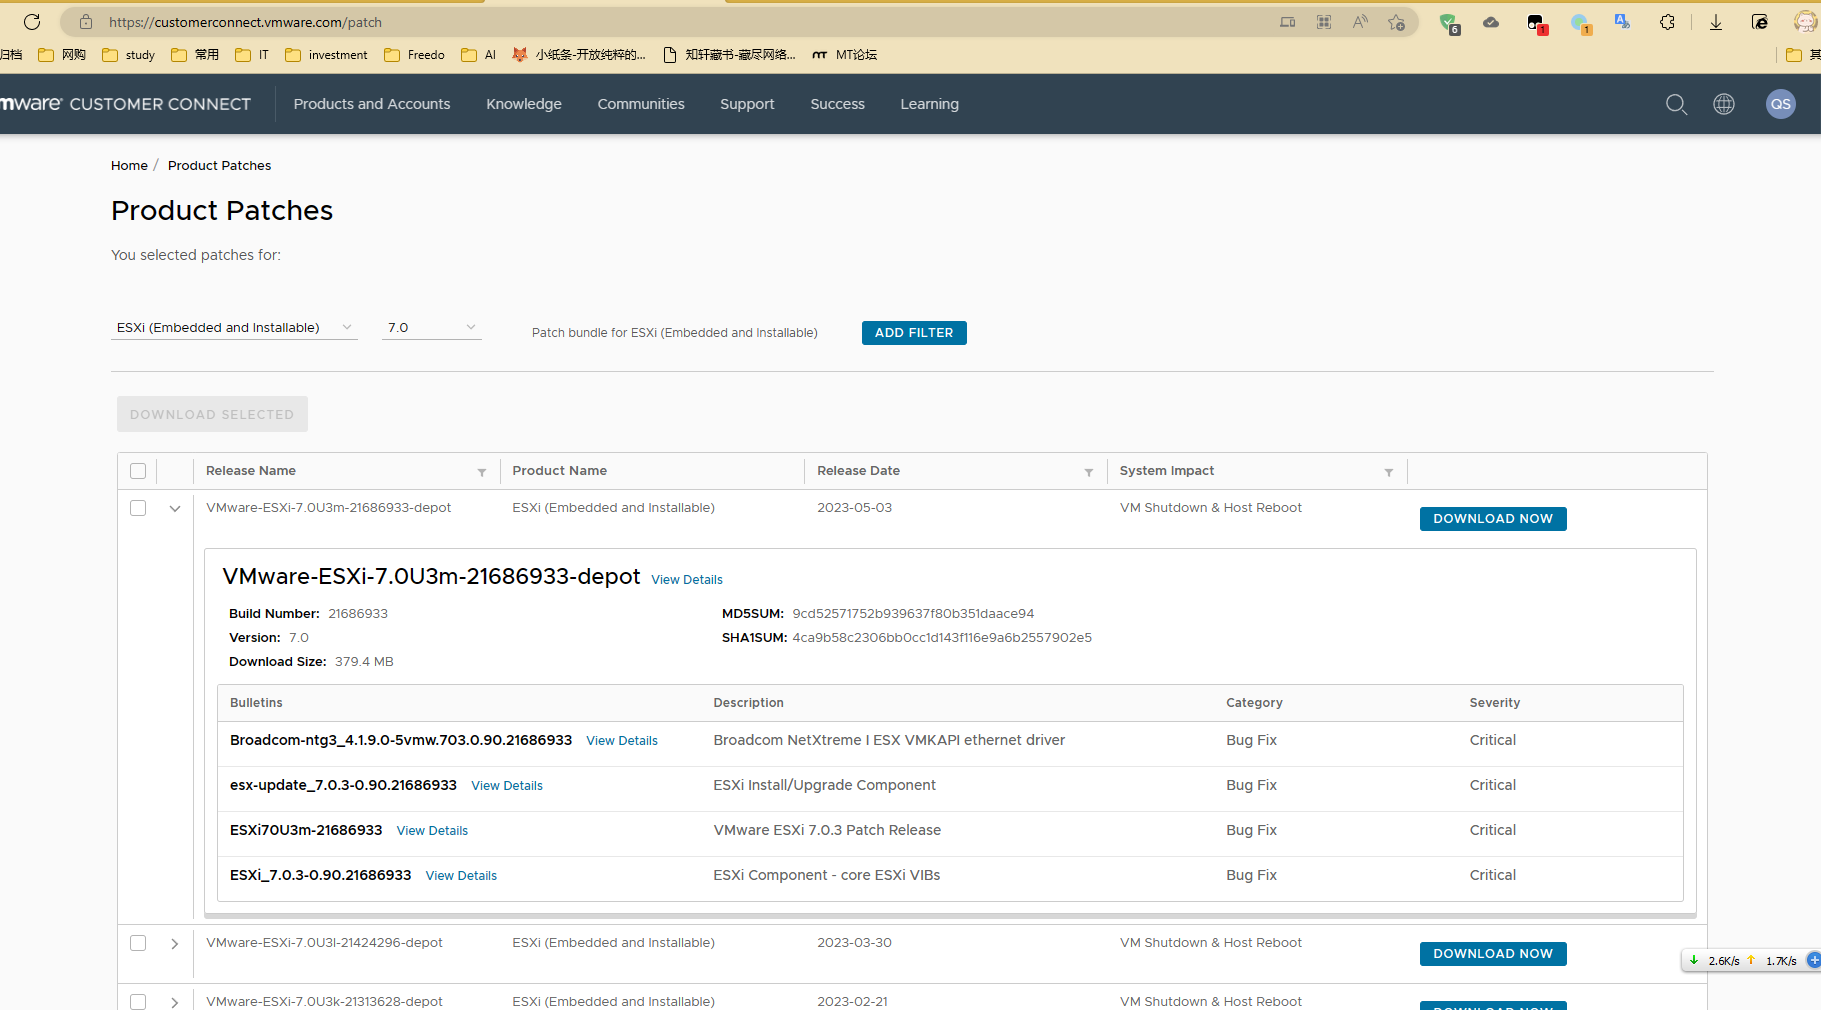 https://customerconnect.vmware.com/patch
6
1
1
归档 网购 study 常用 IT investment Freedo AI 小纸条-开放纯粹的... 知轩藏书-藏尽网络... MT论坛 其
mware® CUSTOMER CONNECT Products and Accounts Knowledge Communities Support Success Learning QS
Home / Product Patches
Product Patches
You selected patches for:
ESXi (Embedded and Installable) 7.0 Patch bundle for ESXi (Embedded and Installable) ADD FILTER
DOWNLOAD SELECTED
Release Name Product Name Release Date System Impact
VMware-ESXi-7.0U3m-21686933-depot ESXi (Embedded and Installable) 2023-05-03 VM Shutdown & Host Reboot DOWNLOAD NOW
VMware-ESXi-7.0U3m-21686933-depot View Details
Build Number: 21686933 MD5SUM: 9cd52571752b939637f80b351daace94
Version: 7.0 SHA1SUM: 4ca9b58c2306bb0cc1d143f116e9a6b2557902e5
Download Size: 379.4 MB
Bulletins Description Category Severity
Broadcom-ntg3_4.1.9.0-5vmw.703.0.90.21686933 View Details Broadcom NetXtreme I ESX VMKAPI ethernet driver Bug Fix Critical
esx-update_7.0.3-0.90.21686933 View Details ESXi Install/Upgrade Component Bug Fix Critical
ESXi70U3m-21686933 View Details VMware ESXi 7.0.3 Patch Release Bug Fix Critical
ESXi_7.0.3-0.90.21686933 View Details ESXi Component - core ESXi VIBs Bug Fix Critical
VMware-ESXi-7.0U3l-21424296-depot ESXi (Embedded and Installable) 2023-03-30 VM Shutdown & Host Reboot DOWNLOAD NOW
2.6K/s 1.7K/s
VMware-ESXi-7.0U3k-21313628-depot ESXi (Embedded and Installable) 2023-02-21 VM Shutdown & Host Reboot DOWNLOAD NOW